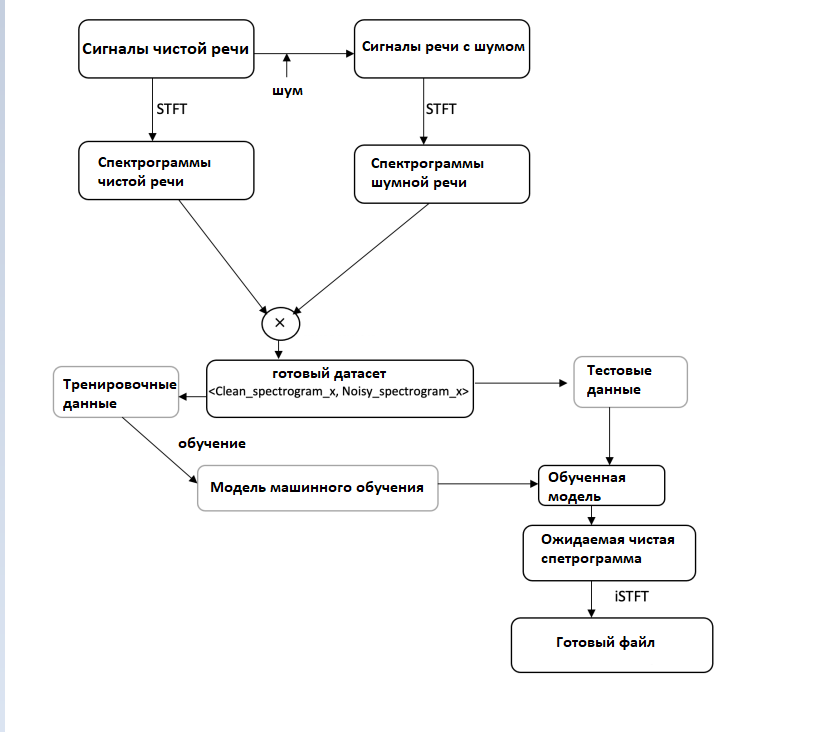 Сигналы чистой речи
Сигналы речи с шумом
шум
STFT
STFT
Спектрограммы
чистой речи
Спектрограммы
шумной речи
×
готовый датасет
<Clean_spectrogram_x, Noisy_spectrogram_x>
Тренировочные
данные
Тестовые
данные
обучение
Модель машинного обучения
Обученная
модель
Ожидаемая чистая
спетрограмма
iSTFT
Готовый файл